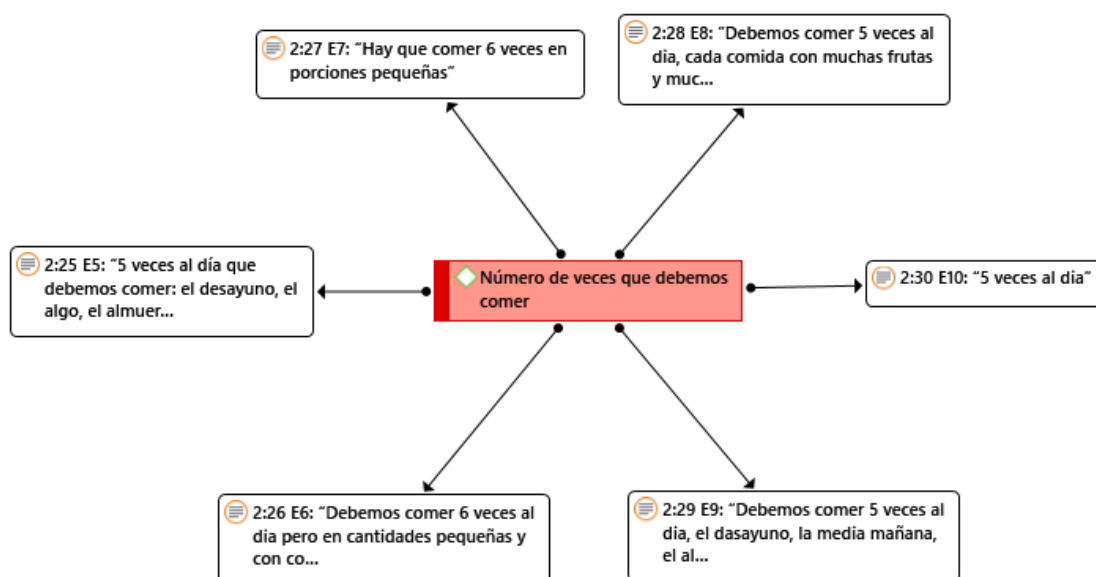 2:27 E7: “Hay que comer 6 veces en
porciones pequeñas”
2:28 E8: “Debemos comer 5 veces al
dia, cada comida con muchas frutas
y muc...
2:25 E5: “5 veces al día que
debemos comer: el desayuno, el
algo, el almuer...
Número de veces que debemos
comer
2:30 E10: “5 veces al dia”
2:26 E6: “Debemos comer 6 veces al
dia pero en cantidades pequeñas y
con co...
2:29 E9: “Debemos comer 5 veces al
dia, el dasayuno, la media mañana,
el al...